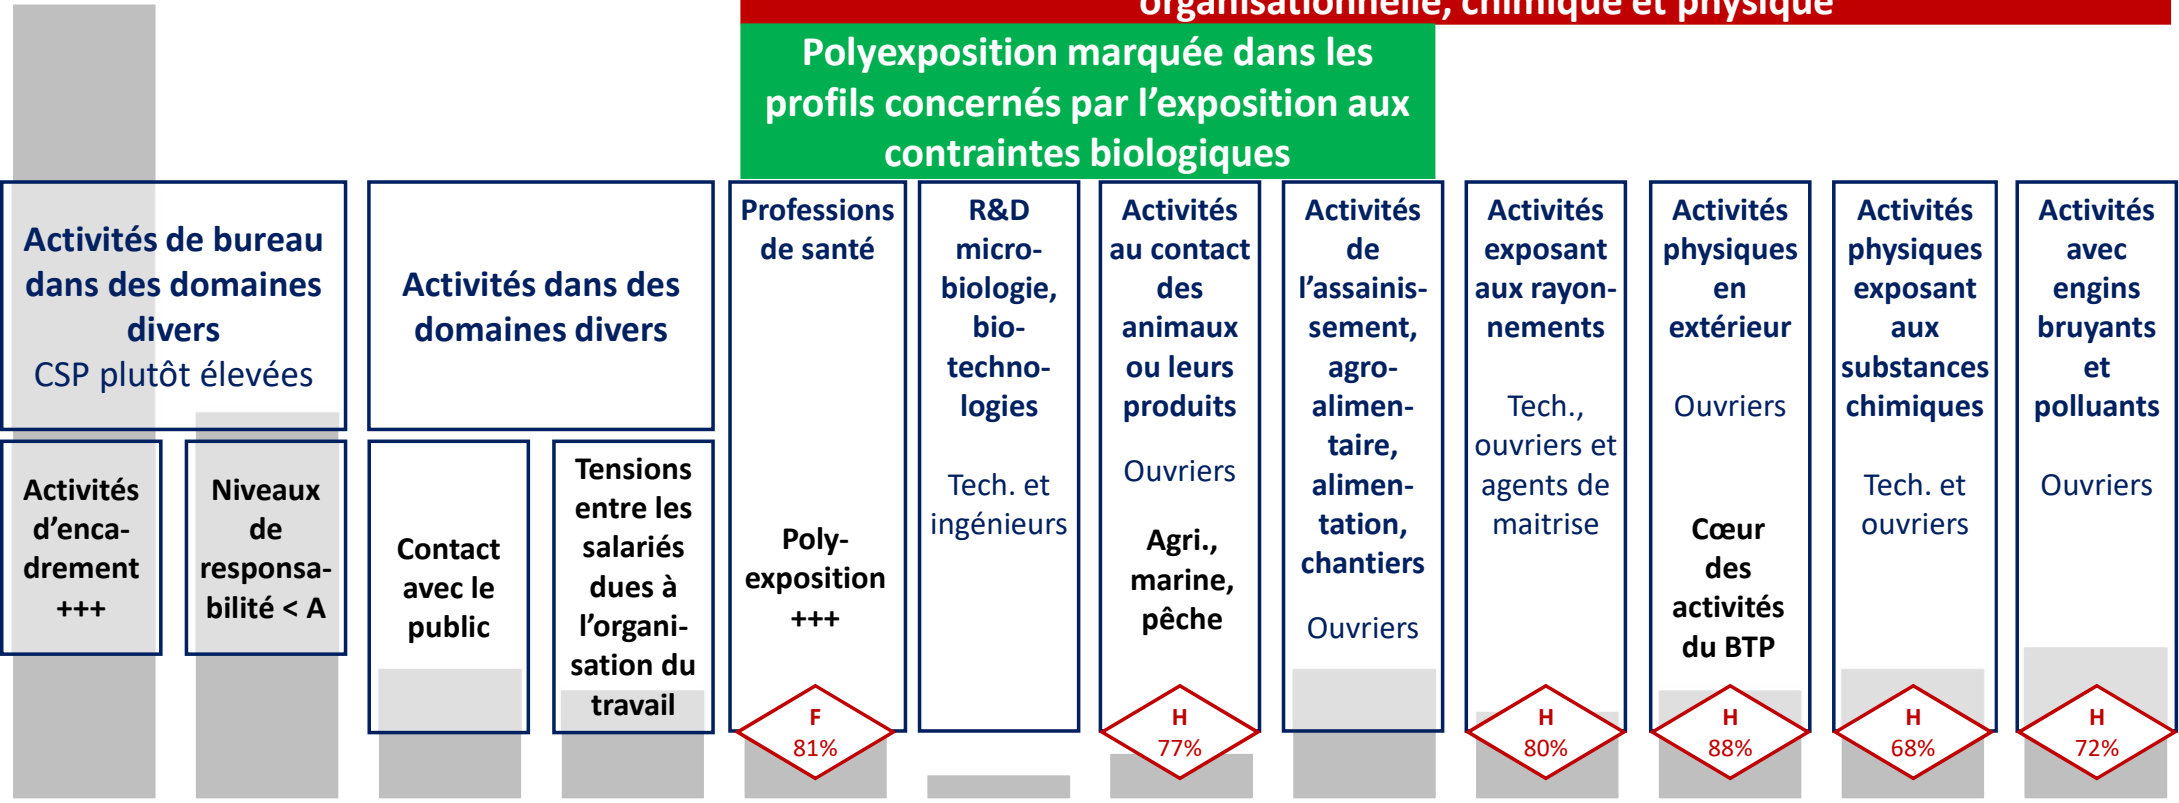 organisationnelle, chimique et physique
Polyexposition marquée dans les
profils concernés par l'exposition aux
contraintes biologiques
Activités de bureau
dans des domaines
divers
CSP plutôt élevées
Activités
d'enca-
drement
+++
Niveaux
de
responsa-
bilité < A
Activités dans des
domaines divers
Contact
avec le
public
Tensions
entre les
salariés
dues à
l'organi-
sation du
travail
Professions
de santé
Poly-
exposition
+++
F
81%
R&D
micro-
biologie,
bio-
techno-
logies
Tech. et
ingénieurs
Activités
au contact
des
animaux
ou leurs
produits
Ouvriers
Agri.,
marine,
pêche
H
77%
Activités
de
l'assainis-
sement,
agro-
alimen-
taire,
alimen-
tation,
chantiers
Ouvriers
Activités
exposant
aux rayon-
nements
Tech.,
ouvriers et
agents de
maitrise
H
80%
Activités
physiques
en
extérieur
Ouvriers
Cœur
des
activités
du BTP
H
88%
Activités
physiques
exposant
aux
substances
chimiques
Tech. et
ouvriers
H
68%
Activités
avec
engins
bruyants
et
polluants
Ouvriers
H
72%